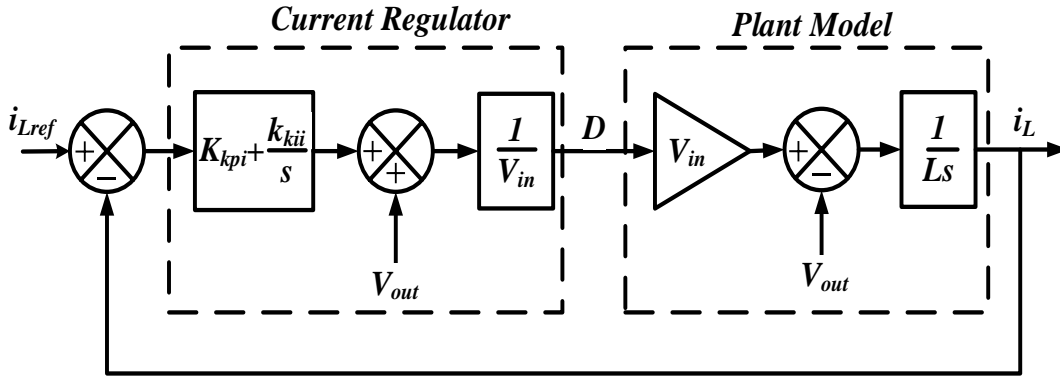 Current Regulator
Plant Model
i_Lref
+
−
K_kpi + k_kii/s
+
+
V_out
1/V_in
D
V_in
+
−
V_out
1/Ls
i_L